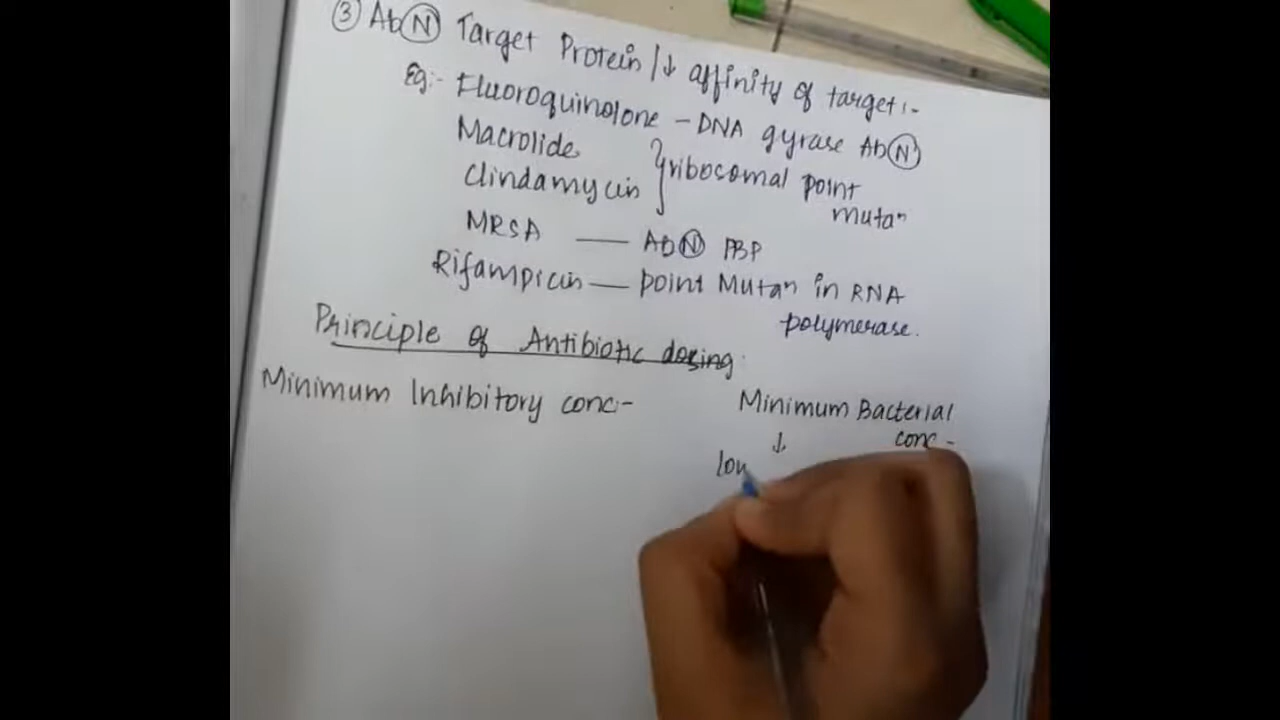 ③ Ab Ⓝ Target Protein / ↓ affinity of target :-
Eg:- Fluoroquinolone - DNA gyrase Ab Ⓝ
Macrolide
Clindamycin } ribosomal point
mutaⁿ
MRSA — Ab Ⓝ PBP
Rifampicin — point Mutaⁿ in RNA
polymerase.
Principle of Antibiotic dosing:
Minimum Inhibitory conc:-
Minimum Bacterial
conc -
↓
low